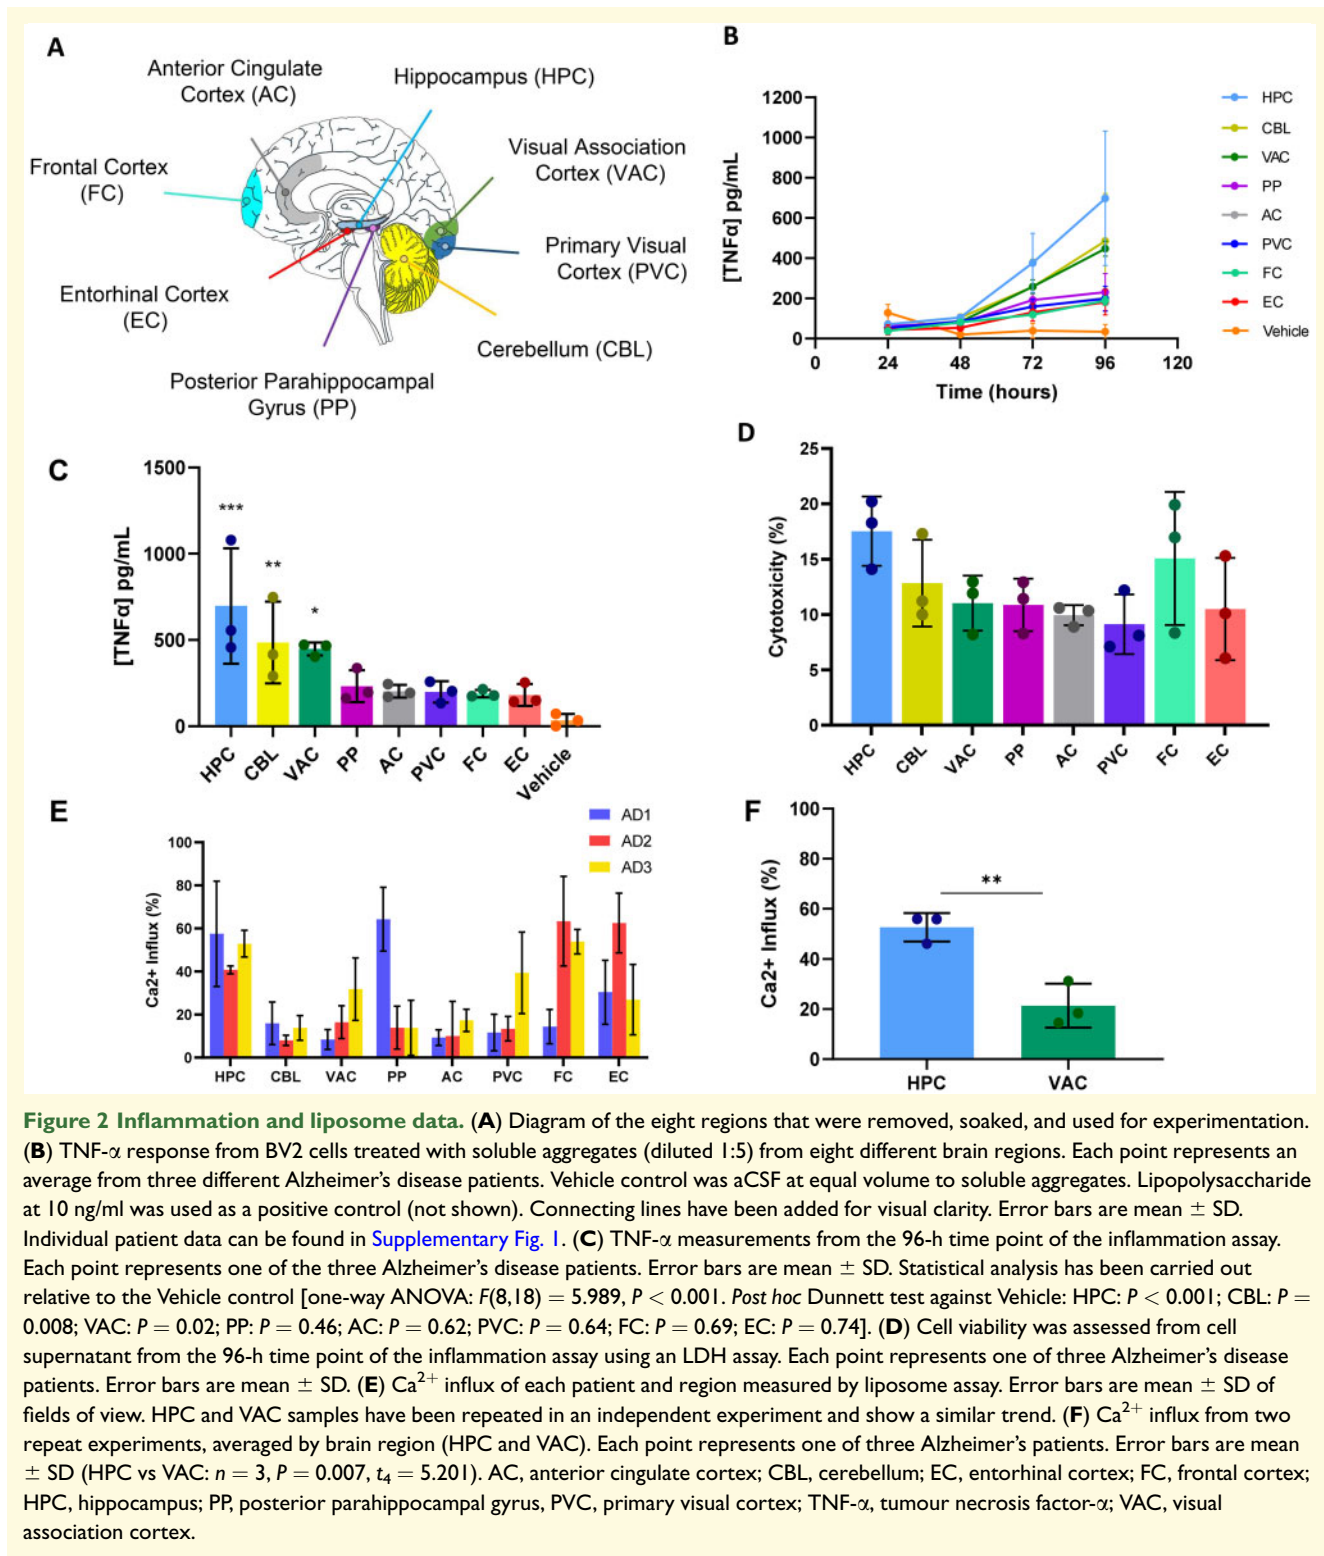 A
Anterior Cingulate
Cortex (AC)
Hippocampus (HPC)
Visual Association
Cortex (VAC)
Frontal Cortex
(FC)
Primary Visual
Cortex (PVC)
Entorhinal Cortex
(EC)
Cerebellum (CBL)
Posterior Parahippocampal
Gyrus (PP)
B
[TNFα] pg/mL
1200
1000
800
600
400
200
0
0
24
48
72
96
120
Time (hours)
HPC
CBL
VAC
PP
AC
PVC
FC
EC
Vehicle
C
[TNFα] pg/mL
1500
1000
500
0
***
**
*
HPC
CBL
VAC
PP
AC
PVC
FC
EC
Vehicle
D
Cytotoxicity (%)
25
20
15
10
5
0
HPC
CBL
VAC
PP
AC
PVC
FC
EC
E
Ca2+ Influx (%)
100
80
60
40
20
0
AD1
AD2
AD3
HPC
CBL
VAC
PP
AC
PVC
FC
EC
F
Ca2+ Influx (%)
100
80
60
40
20
0
**
HPC
VAC
Figure 2 Inflammation and liposome data. (A) Diagram of the eight regions that were removed, soaked, and used for experimentation.
(B) TNF-α response from BV2 cells treated with soluble aggregates (diluted 1:5) from eight different brain regions. Each point represents an
average from three different Alzheimer's disease patients. Vehicle control was aCSF at equal volume to soluble aggregates. Lipopolysaccharide
at 10 ng/ml was used as a positive control (not shown). Connecting lines have been added for visual clarity. Error bars are mean ± SD.
Individual patient data can be found in Supplementary Fig. 1. (C) TNF-α measurements from the 96-h time point of the inflammation assay.
Each point represents one of the three Alzheimer's disease patients. Error bars are mean ± SD. Statistical analysis has been carried out
relative to the Vehicle control [one-way ANOVA: F(8,18) = 5.989, P < 0.001. Post hoc Dunnett test against Vehicle: HPC: P < 0.001; CBL: P =
0.008; VAC: P = 0.02; PP: P = 0.46; AC: P = 0.62; PVC: P = 0.64; FC: P = 0.69; EC: P = 0.74]. (D) Cell viability was assessed from cell
supernatant from the 96-h time point of the inflammation assay using an LDH assay. Each point represents one of three Alzheimer's disease
patients. Error bars are mean ± SD. (E) Ca²⁺ influx of each patient and region measured by liposome assay. Error bars are mean ± SD of
fields of view. HPC and VAC samples have been repeated in an independent experiment and show a similar trend. (F) Ca²⁺ influx from two
repeat experiments, averaged by brain region (HPC and VAC). Each point represents one of three Alzheimer's patients. Error bars are mean
± SD (HPC vs VAC: n = 3, P = 0.007, t₄ = 5.201). AC, anterior cingulate cortex; CBL, cerebellum; EC, entorhinal cortex; FC, frontal cortex;
HPC, hippocampus; PP, posterior parahippocampal gyrus, PVC, primary visual cortex; TNF-α, tumour necrosis factor-α; VAC, visual
association cortex.